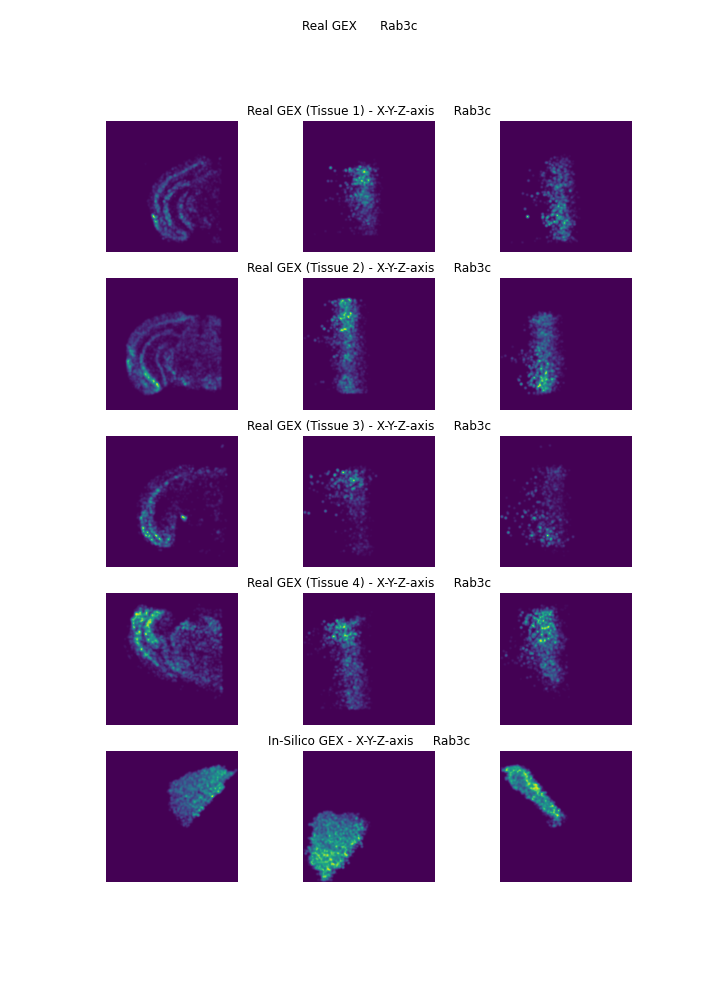 Real GEX Rab3c
Real GEX (Tissue 1) - X-Y-Z-axis Rab3c
Real GEX (Tissue 2) - X-Y-Z-axis Rab3c
Real GEX (Tissue 3) - X-Y-Z-axis Rab3c
Real GEX (Tissue 4) - X-Y-Z-axis Rab3c
In-Silico GEX - X-Y-Z-axis Rab3c